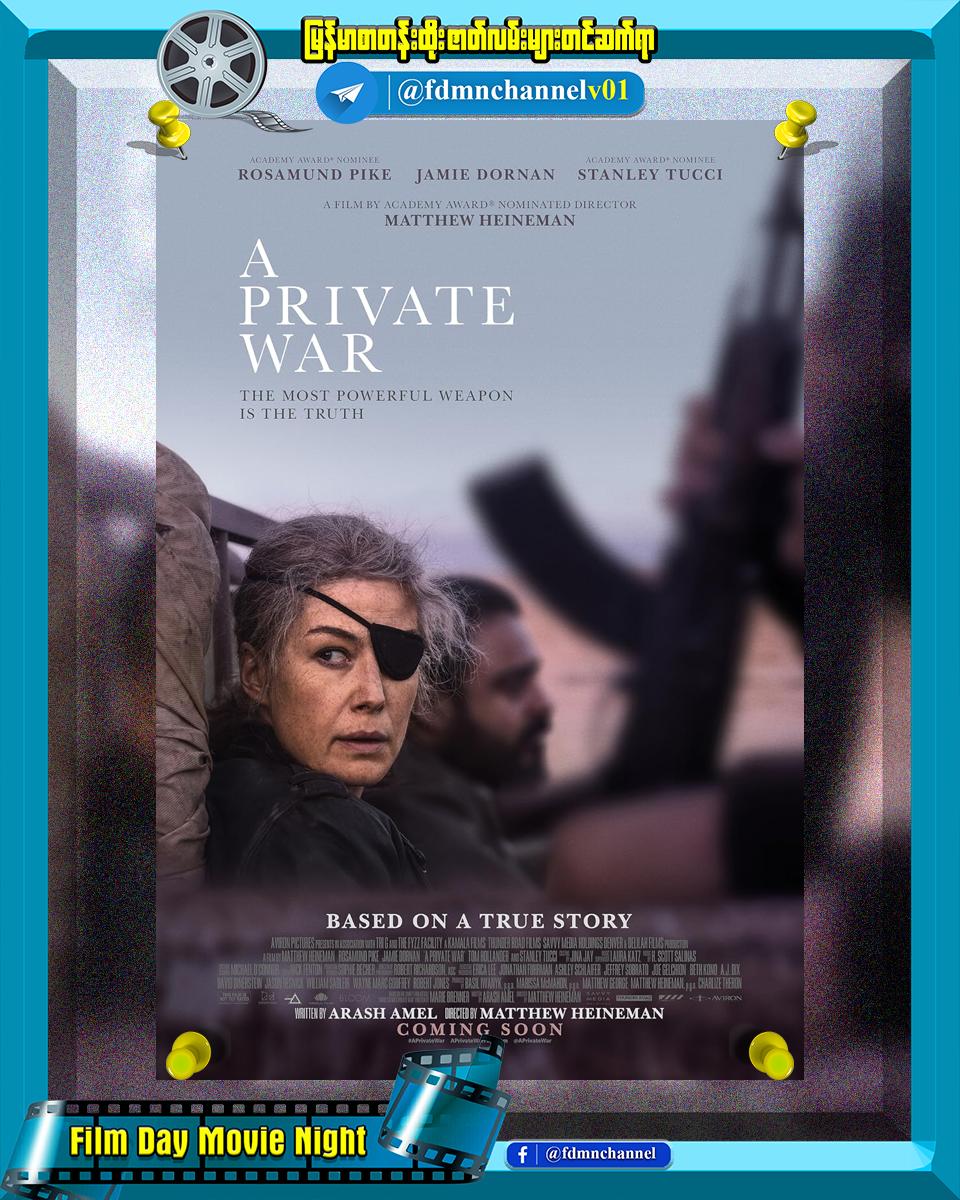 မြန်မာစာတန်းထိုးဇာတ်လမ်းများတင်ဆက်ရာ
@fdmnchannelv01
ACADEMY AWARD® NOMINEE
ROSAMUND PIKE
JAMIE DORNAN
ACADEMY AWARD® NOMINEE
STANLEY TUCCI
A FILM BY ACADEMY AWARD® NOMINATED DIRECTOR
MATTHEW HEINEMAN
A
PRIVATE
WAR
THE MOST POWERFUL WEAPON
IS THE TRUTH
BASED ON A TRUE STORY
WRITTEN BY ARASH AMEL DIRECTED BY MATTHEW HEINEMAN
COMING SOON
#APrivateWar
@APrivateWar
Film Day Movie Night
@fdmnchannel